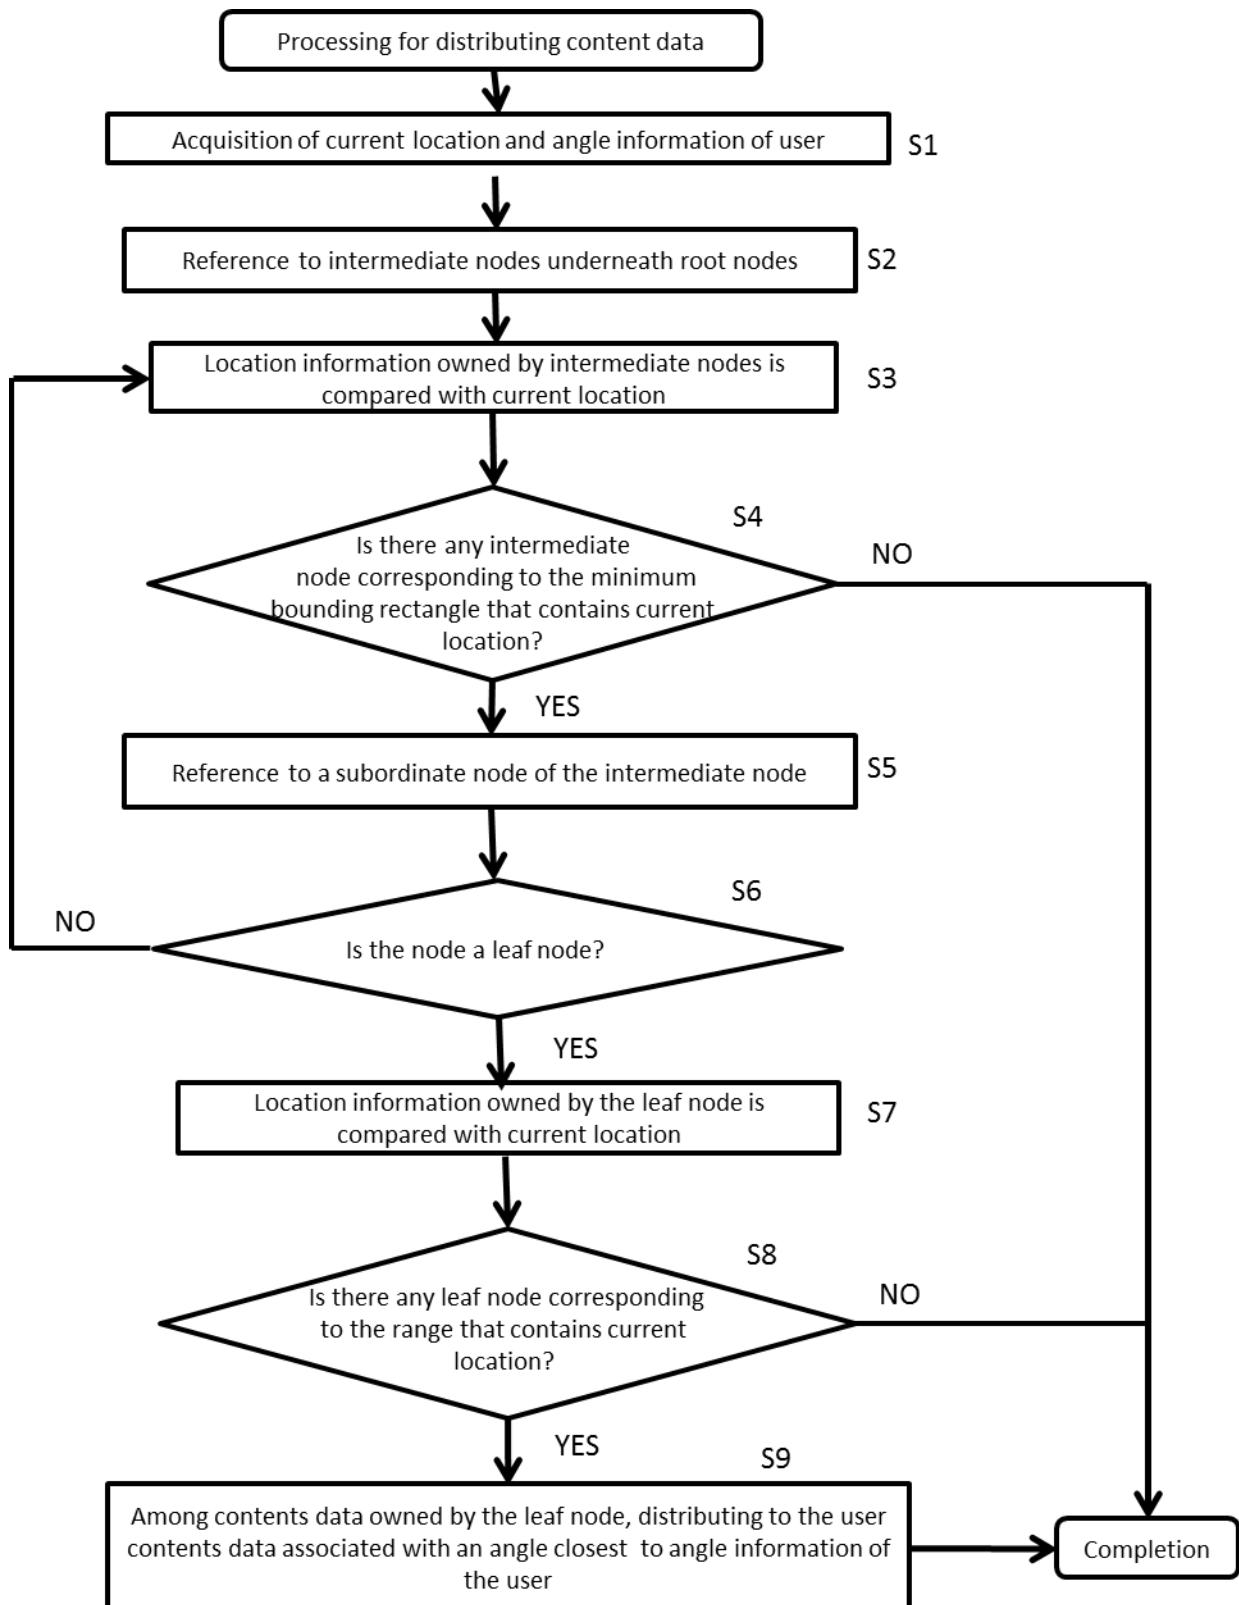 Processing for distributing content data
Acquisition of current location and angle information of user
S1
Reference to intermediate nodes underneath root nodes
S2
Location information owned by intermediate nodes is
compared with current location
S3
S4
Is there any intermediate
node corresponding to the minimum
bounding rectangle that contains current
location?
NO
YES
Reference to a subordinate node of the intermediate node
S5
S6
Is the node a leaf node?
NO
YES
Location information owned by the leaf node is
compared with current location
S7
S8
Is there any leaf node corresponding
to the range that contains current
location?
NO
YES
S9
Among contents data owned by the leaf node, distributing to the user
contents data associated with an angle closest to angle information of
the user
Completion